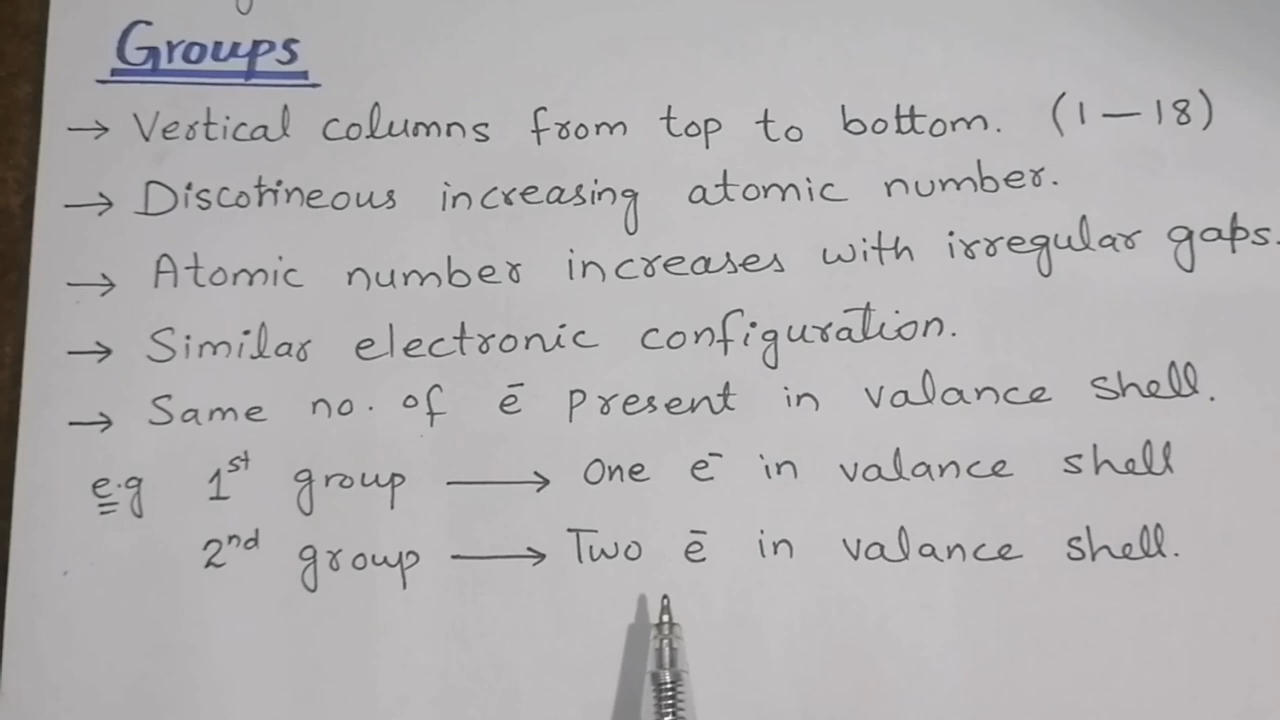 Groups
→ Vertical columns from top to bottom. (1-18)
→ Discotineous increasing atomic number.
→ Atomic number increases with irregular gaps.
→ Similar electronic configuration.
→ Same no. of ē present in valance shell.
e.g 1st group → One e⁻ in valance shell
2nd group → Two ē in valance shell.